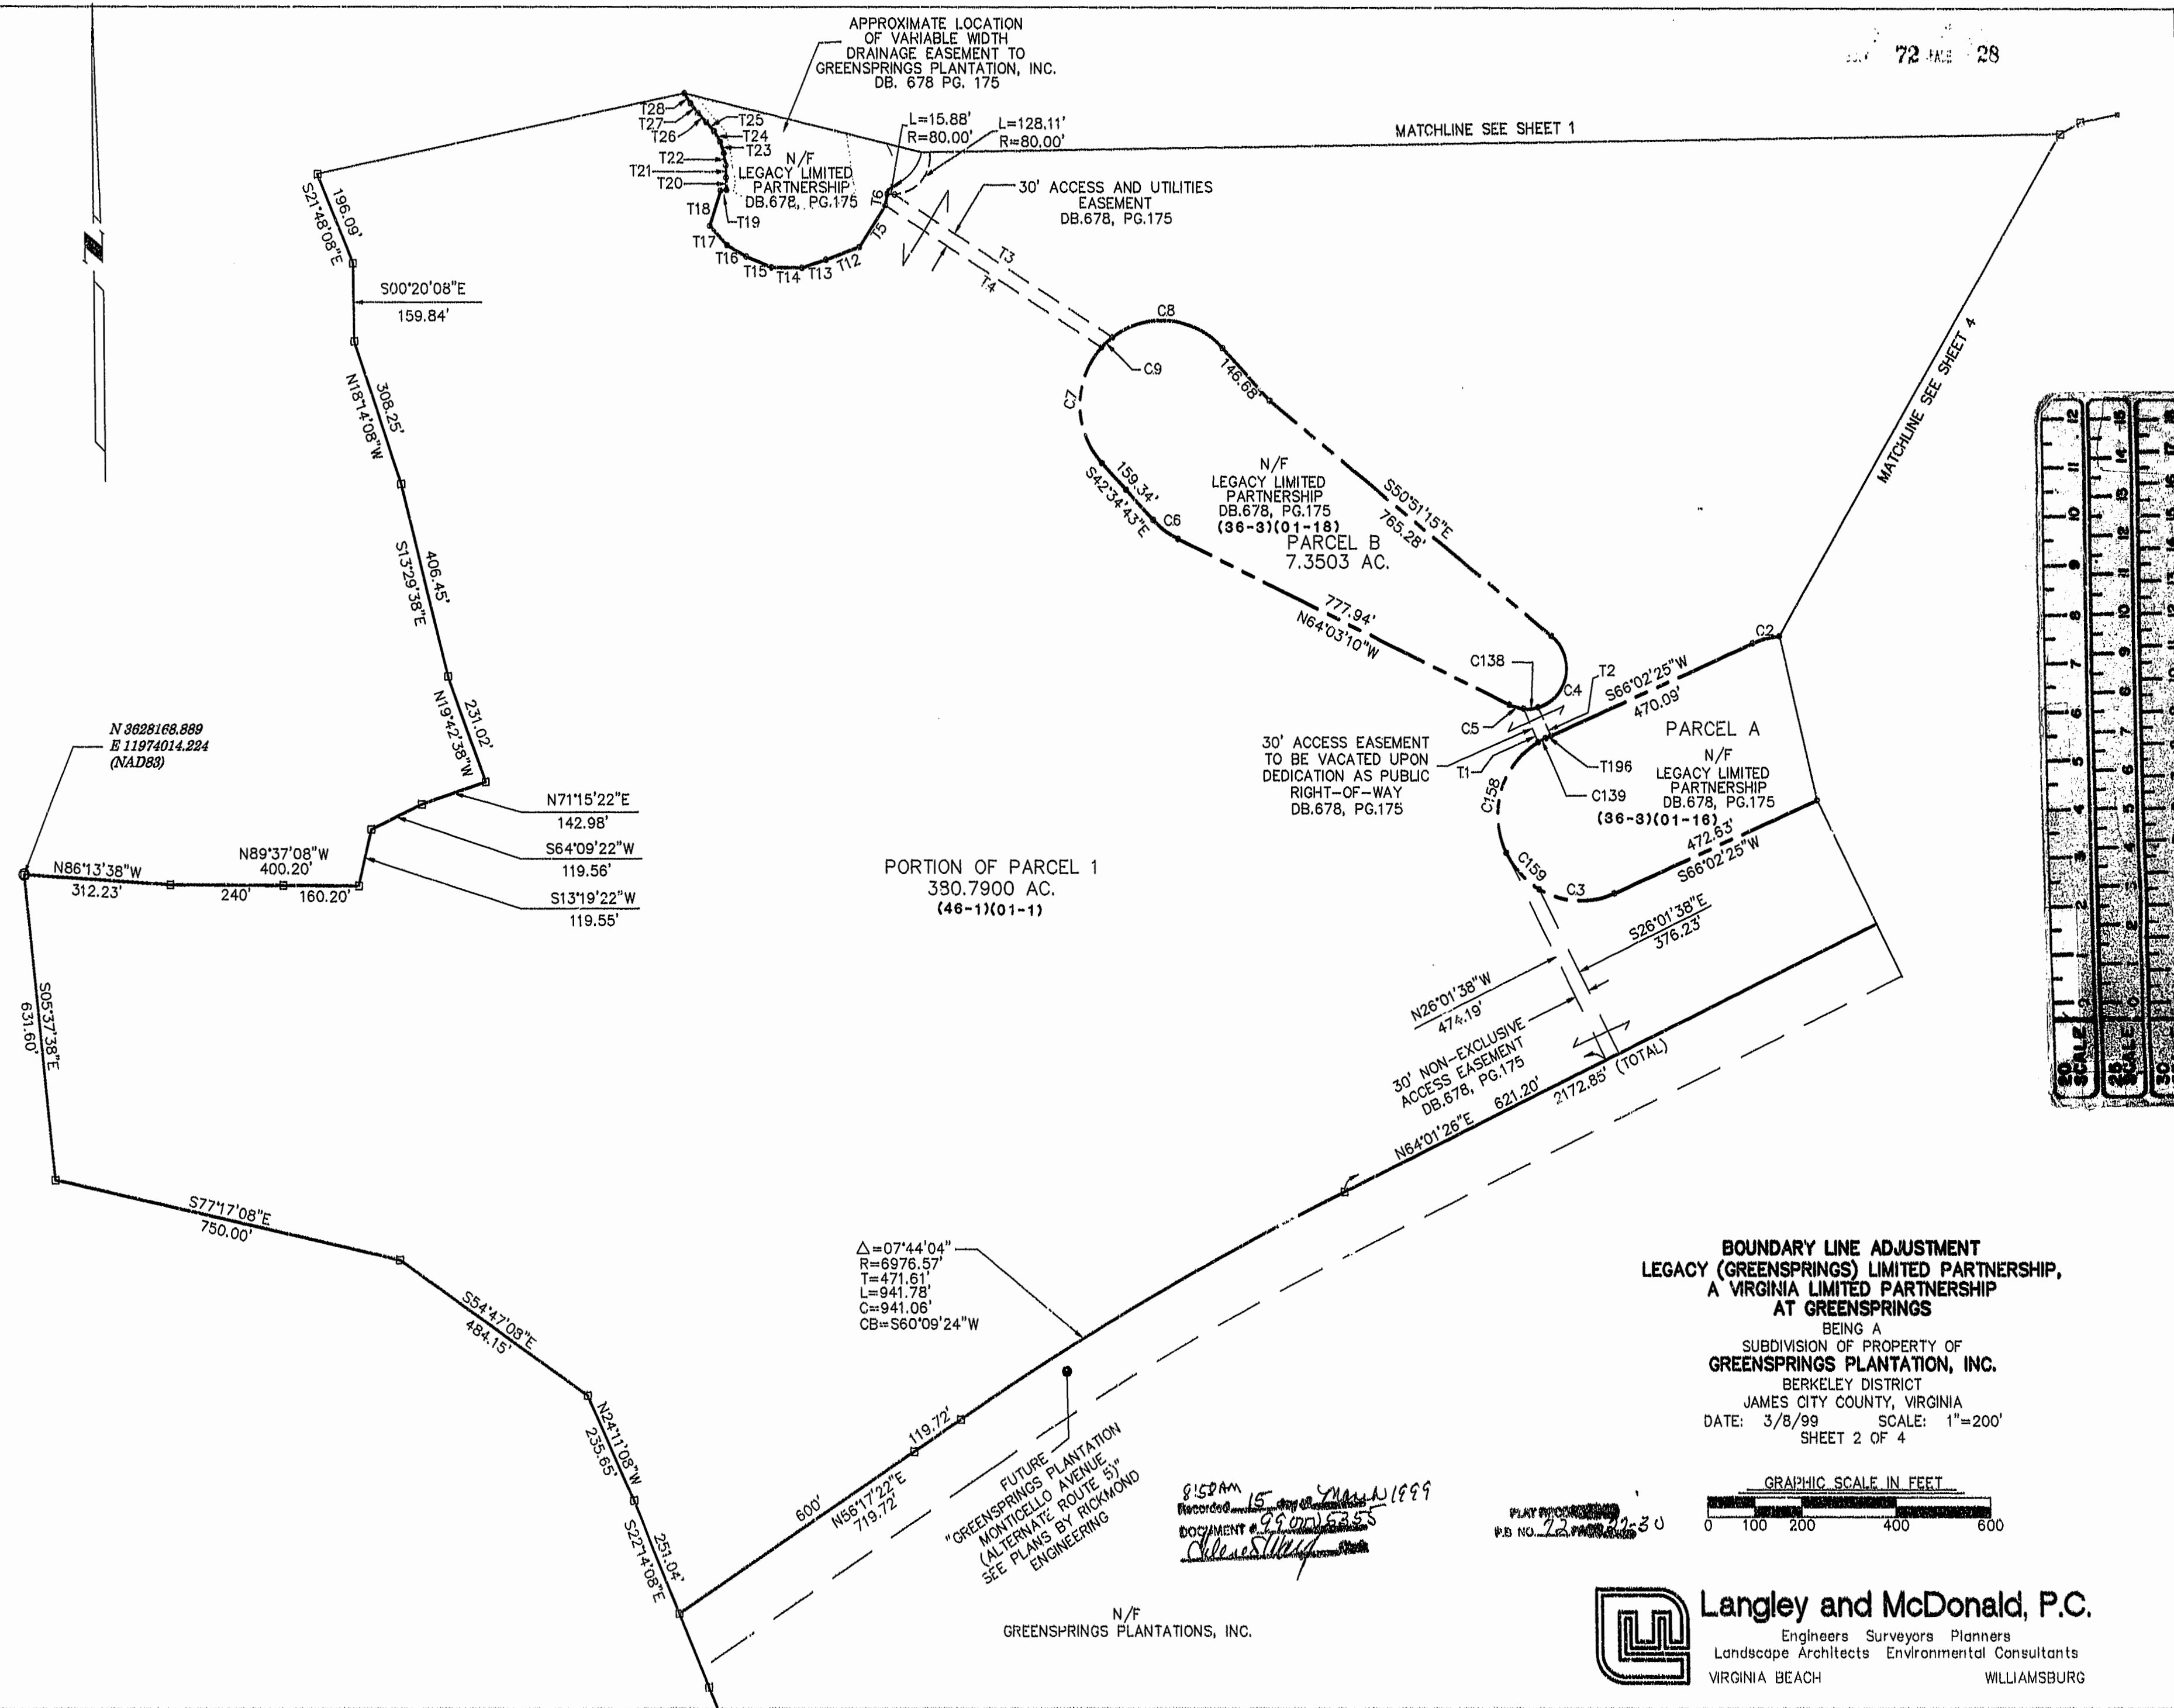 72 PAGE 28
APPROXIMATE LOCATION
OF VARIABLE WIDTH
DRAINAGE EASEMENT TO
GREENSPRINGS PLANTATION, INC.
DB. 678 PG. 175
T28
T27
T26
T25
T24
T23
T22
T21
T20
T19
T18
T17
T16
T15
T14
T13
T12
T5
T6
N/F
LEGACY LIMITED
PARTNERSHIP
DB.678, PG.175
L=15.88'
R=80.00'
L=128.11'
R=80.00'
MATCHLINE SEE SHEET 1
30' ACCESS AND UTILITIES
EASEMENT
DB.678, PG.175
T3
T4
196.09'
S21°48'08"E
S00°20'08"E
159.84'
308.25'
N18°14'08"W
406.45'
S13°29'38"E
231.02'
N19°42'38"W
C8
C9
C7
146.68'
159.34'
S42°34'43"E
C6
N/F
LEGACY LIMITED
PARTNERSHIP
DB.678, PG.175
(36-3)(01-18)
PARCEL B
7.3503 AC.
S50°51'15"E
765.28'
777.94'
N64°03'10"W
MATCHLINE SEE SHEET 4
C138
C4
C5
T2
C2
S66°02'25"W
470.09'
30' ACCESS EASEMENT
TO BE VACATED UPON
DEDICATION AS PUBLIC
RIGHT-OF-WAY
DB.678, PG.175
T1
T196
C139
C158
C159
C3
PARCEL A
N/F
LEGACY LIMITED
PARTNERSHIP
DB.678, PG.175
(36-3)(01-16)
472.63'
S66°02'25"W
N 3628168.889
E 11974014.224
(NAD83)
N71°15'22"E
142.98'
S64°09'22"W
119.56'
S13°19'22"W
119.55'
N86°13'38"W
312.23'
N89°37'08"W
400.20'
240'
160.20'
PORTION OF PARCEL 1
380.7900 AC.
(46-1)(01-1)
S26°01'38"E
376.23'
N26°01'38"W
474.19'
30' NON-EXCLUSIVE
ACCESS EASEMENT
DB.678, PG.175
S05°37'38"E
631.60'
N64°01'26"E
621.20'
2172.85' (TOTAL)
S77°17'08"E
750.00'
S54°47'08"E
484.15'
N24°11'08"W
235.65'
251.04'
S22°14'08"E
△=07°44'04"
R=6976.57'
T=471.61'
L=941.78'
C=941.06'
CB=S60°09'24"W
119.72'
600'
N56°17'22"E
719.72'
FUTURE
"GREENSPRINGS PLANTATION
MONTICELLO AVENUE
(ALTERNATE ROUTE 5)"
SEE PLANS BY RICKMOND
ENGINEERING
N/F
GREENSPRINGS PLANTATIONS, INC.
8:58AM
Recorded 15 day of March 1999
DOCUMENT #
P.B NO.
BOUNDARY LINE ADJUSTMENT
LEGACY (GREENSPRINGS) LIMITED PARTNERSHIP,
A VIRGINIA LIMITED PARTNERSHIP
AT GREENSPRINGS
BEING A
SUBDIVISION OF PROPERTY OF
GREENSPRINGS PLANTATION, INC.
BERKELEY DISTRICT
JAMES CITY COUNTY, VIRGINIA
DATE: 3/8/99 SCALE: 1"=200'
SHEET 2 OF 4
GRAPHIC SCALE IN FEET
0 100 200 400 600
Langley and McDonald, P.C.
Engineers Surveyors Planners
Landscape Architects Environmental Consultants
VIRGINIA BEACH WILLIAMSBURG
20 SCALE
25 SCALE
30